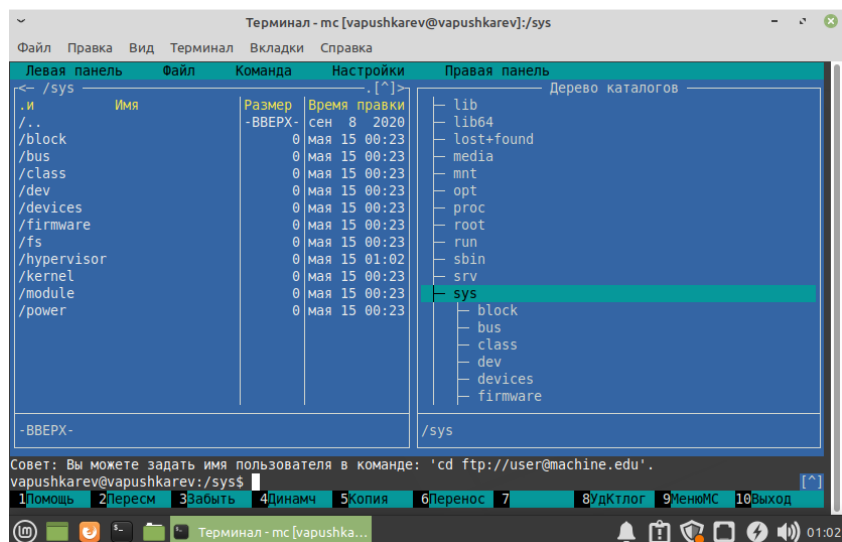 Терминал - mc [vapushkarev@vapushkarev]:/sys
Файл Правка Вид Терминал Вкладки Справка
Левая панель Файл Команда Настройки Правая панель
<- /sys .[^]>
.и Имя Размер Время правки
/.. -ВВЕРХ- сен 8 2020
/block 0 мая 15 00:23
/bus 0 мая 15 00:23
/class 0 мая 15 00:23
/dev 0 мая 15 00:23
/devices 0 мая 15 00:23
/firmware 0 мая 15 00:23
/fs 0 мая 15 00:23
/hypervisor 0 мая 15 01:02
/kernel 0 мая 15 00:23
/module 0 мая 15 00:23
/power 0 мая 15 00:23
-ВВЕРХ-
Дерево каталогов
lib
lib64
lost+found
media
mnt
opt
proc
root
run
sbin
srv
sys
block
bus
class
dev
devices
firmware
/sys
Совет: Вы можете задать имя пользователя в команде: 'cd ftp://user@machine.edu'.
vapushkarev@vapushkarev:/sys$ [^]
1Помощь 2Пересм 3Забыть 4Динамч 5Копия 6Перенос 7 8УдКтлог 9МенюMC 10Выход
Терминал - mc [vapushka... 01:02